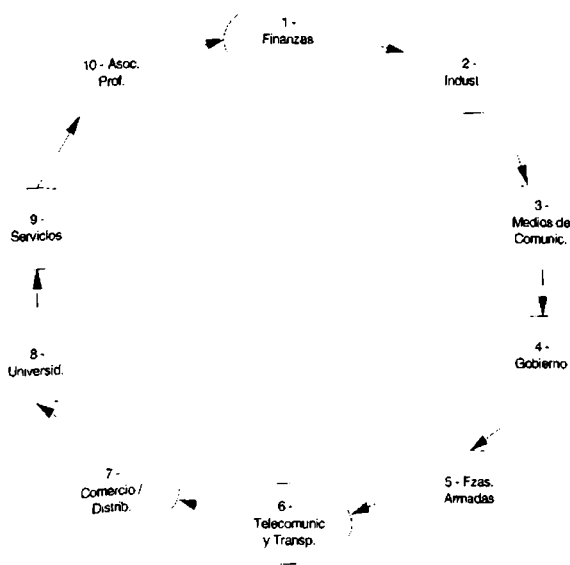 1 -
Finanzas
2 -
Indust
3 -
Medios de
Comunic.
4 -
Gobierno
5 - Fzas.
Armadas
6 -
Telecomunic
y Transp.
7 -
Comercio /
Distrib.
8 -
Universid.
9 -
Servicios
10 - Asoc.
Prof.